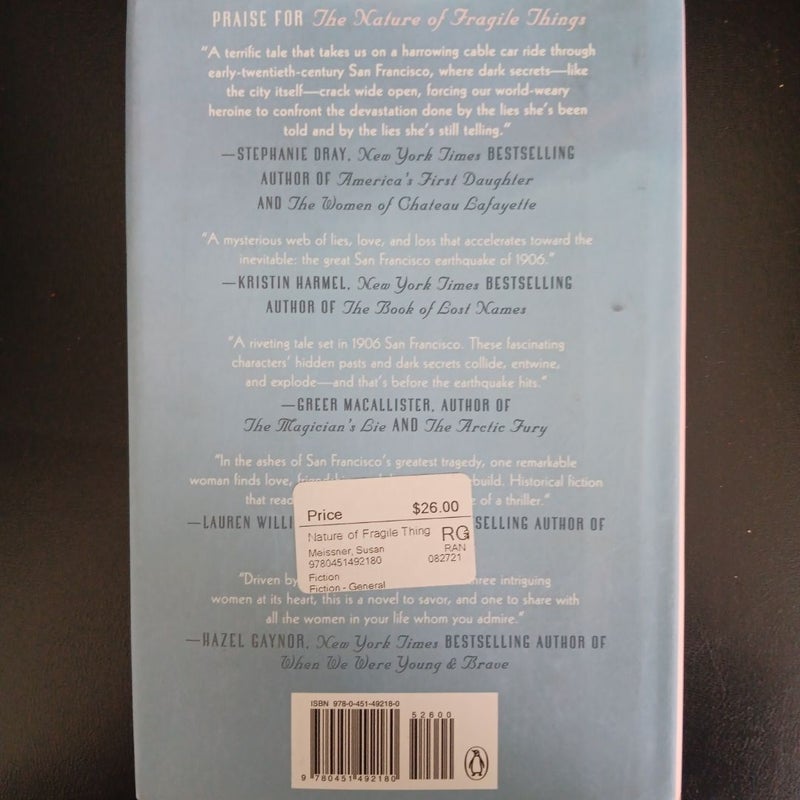 PRAISE FOR The Nature of Fragile Things
"A terrific tale that takes us on a harrowing cable car ride through
early-twentieth-century San Francisco, where dark secrets—like
the city itself—crack wide open, forcing our world-weary
heroine to confront the devastation done by the lies she's been
told and by the lies she's still telling."
—STEPHANIE DRAY, New York Times BESTSELLING
AUTHOR OF America's First Daughter
AND The Women of Chateau Lafayette
"A mysterious web of lies, love, and loss that accelerates toward the
inevitable: the great San Francisco earthquake of 1906."
—KRISTIN HARMEL, New York Times BESTSELLING
AUTHOR OF The Book of Lost Names
"A riveting tale set in 1906 San Francisco. These fascinating
characters' hidden pasts and dark secrets collide, entwine,
and explode—and that's before the earthquake hits."
—GREER MACALLISTER, AUTHOR OF
The Magician's Lie AND The Arctic Fury
"In the ashes of San Francisco's greatest tragedy, one remarkable
woman finds love, build. Historical fiction
that of a thriller."
—LAUREN SELLING AUTHOR OF
Price $26.00
Nature of Fragile Thing RG
Meissner, Susan RAN
9780451492180 082721
Fiction
Fiction - General
"Driven by three intriguing
women at its heart, this is a novel to savor, and one to share with
all the women in your life whom you admire."
—HAZEL GAYNOR, New York Times BESTSELLING AUTHOR OF
When We Were Young & Brave
ISBN 978-0-451-49218-0
52600
9 780451 492180